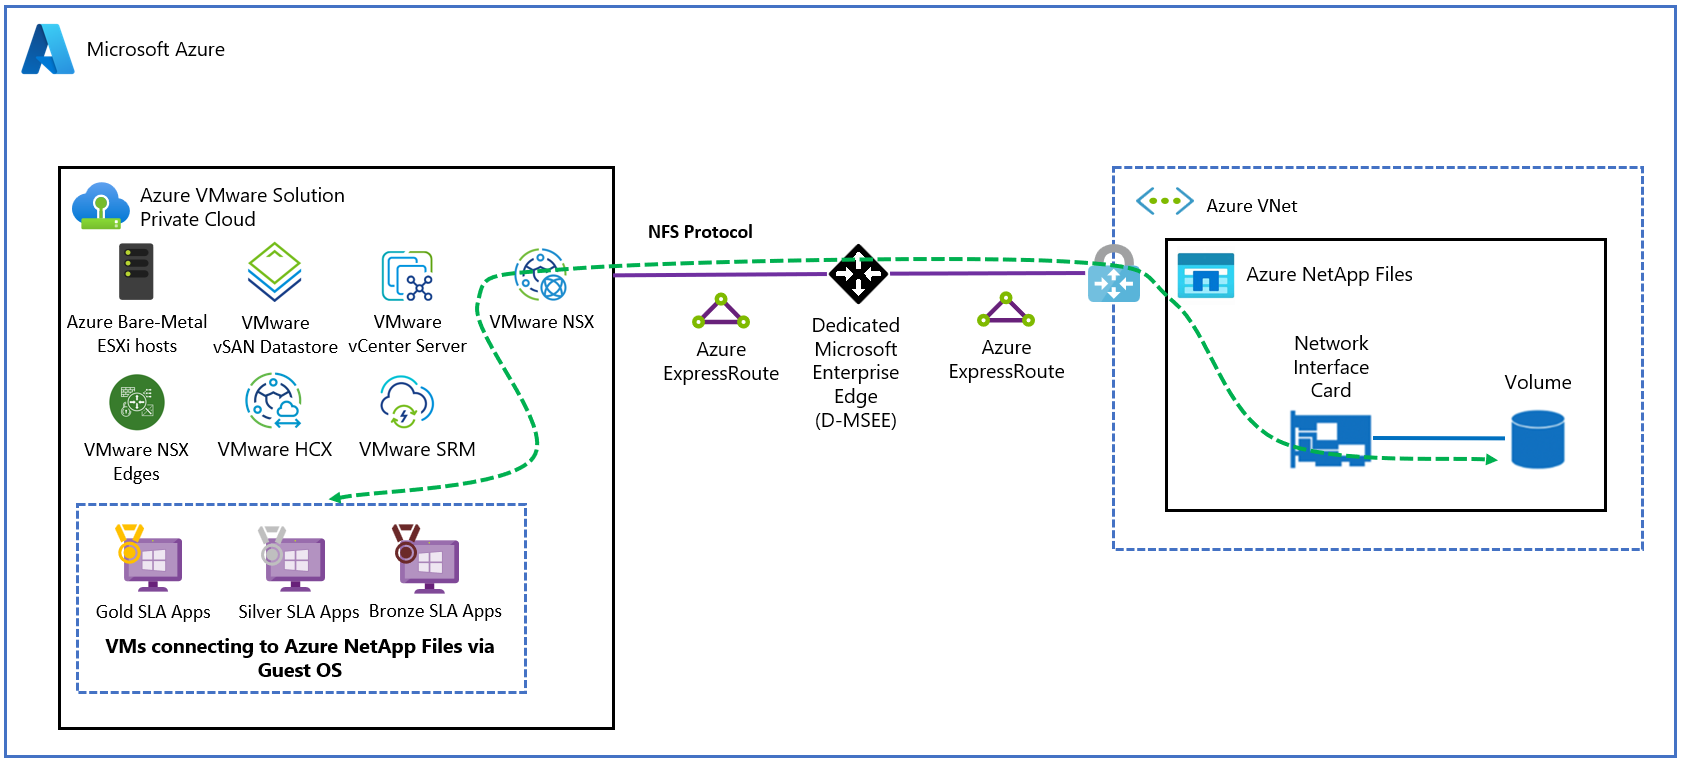 Microsoft Azure
Azure VMware Solution
Private Cloud
Azure Bare-Metal
ESXi hosts
VMware
vSAN Datastore
VMware
vCenter Server
VMware NSX
VMware NSX
Edges
VMware HCX
VMware SRM
Gold SLA Apps
Silver SLA Apps
Bronze SLA Apps
VMs connecting to Azure NetApp Files via
Guest OS
NFS Protocol
Azure
ExpressRoute
Dedicated
Microsoft
Enterprise
Edge
(D-MSEE)
Azure
ExpressRoute
Azure VNet
Azure NetApp Files
Network
Interface
Card
Volume